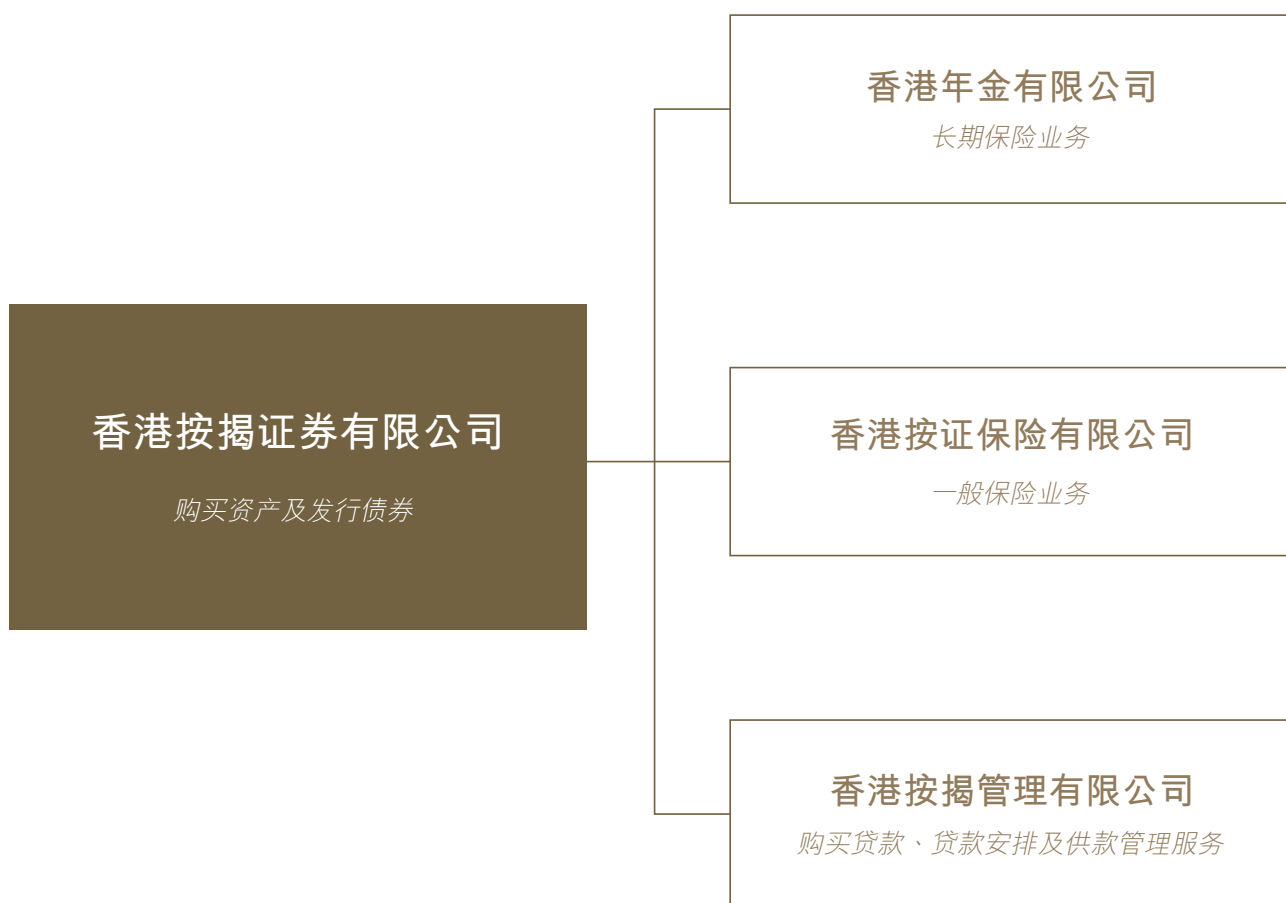 香港年金有限公司
长期保险业务
香港按揭证券有限公司
购买资产及发行债券
香港按证保险有限公司
一般保险业务
香港按揭管理有限公司
购买贷款、贷款安排及供款管理服务